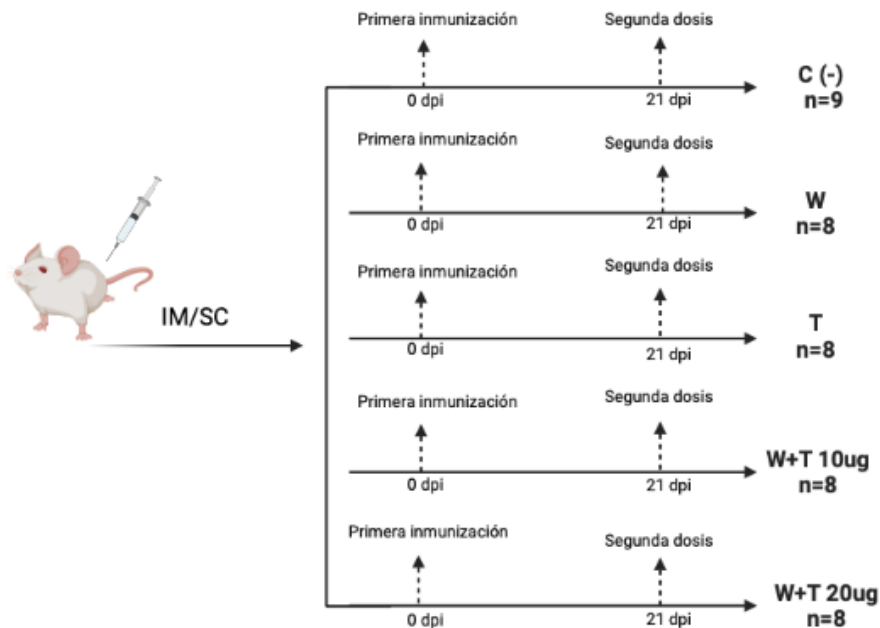 Primera inmunización
Segunda dosis
0 dpi
21 dpi
C (-)
n=9
Primera inmunización
Segunda dosis
0 dpi
21 dpi
W
n=8
IM/SC
Primera inmunización
Segunda dosis
0 dpi
21 dpi
T
n=8
Primera inmunización
Segunda dosis
0 dpi
21 dpi
W+T 10ug
n=8
Primera inmunización
Segunda dosis
0 dpi
21 dpi
W+T 20ug
n=8